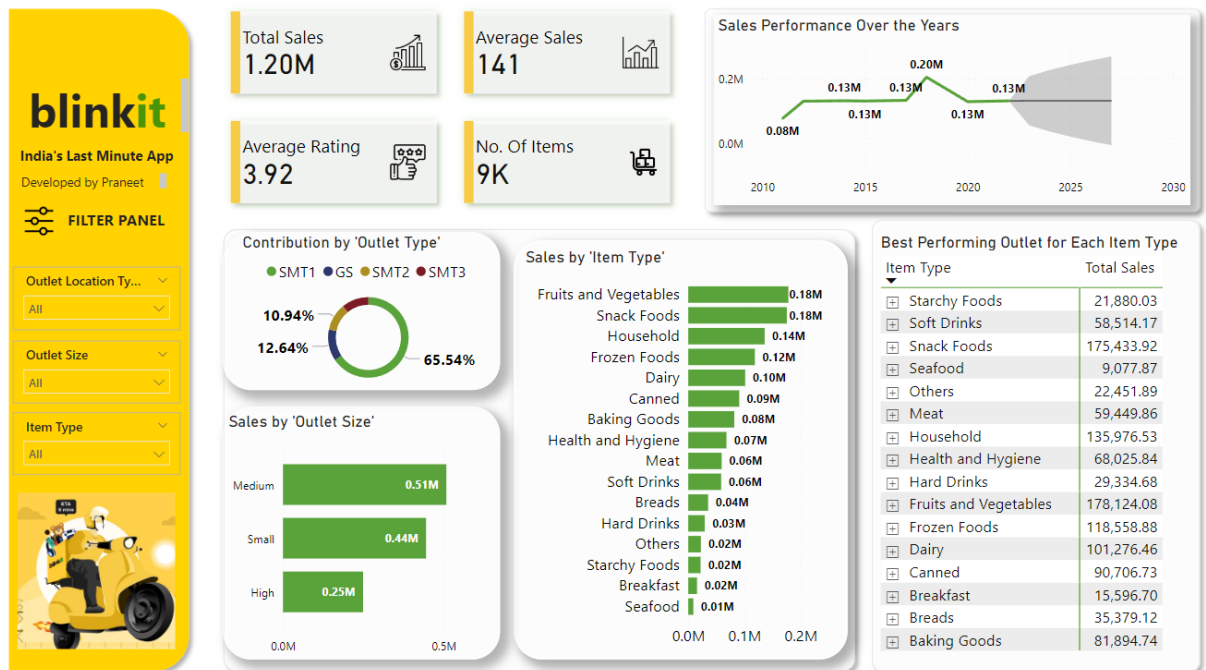 blinkit
India's Last Minute App
Developed by Praneet
FILTER PANEL
Outlet Location Ty...
All
Outlet Size
All
Item Type
All
Total Sales
1.20M
Average Sales
141
Average Rating
3.92
No. Of Items
9K
Sales Performance Over the Years
0.2M
0.0M
0.08M
0.13M
0.13M
0.13M
0.20M
0.13M
0.13M
2010 2015 2020 2025 2030
Contribution by 'Outlet Type'
SMT1 GS SMT2 SMT3
10.94%
12.64%
65.54%
Sales by 'Outlet Size'
Medium 0.51M
Small 0.44M
High 0.25M
0.0M 0.5M
Sales by 'Item Type'
Fruits and Vegetables 0.18M
Snack Foods 0.18M
Household 0.14M
Frozen Foods 0.12M
Dairy 0.10M
Canned 0.09M
Baking Goods 0.08M
Health and Hygiene 0.07M
Meat 0.06M
Soft Drinks 0.06M
Breads 0.04M
Hard Drinks 0.03M
Others 0.02M
Starchy Foods 0.02M
Breakfast 0.02M
Seafood 0.01M
0.0M 0.1M 0.2M
Best Performing Outlet for Each Item Type
Item Type Total Sales
Starchy Foods 21,880.03
Soft Drinks 58,514.17
Snack Foods 175,433.92
Seafood 9,077.87
Others 22,451.89
Meat 59,449.86
Household 135,976.53
Health and Hygiene 68,025.84
Hard Drinks 29,334.68
Fruits and Vegetables 178,124.08
Frozen Foods 118,558.88
Dairy 101,276.46
Canned 90,706.73
Breakfast 15,596.70
Breads 35,379.12
Baking Goods 81,894.74